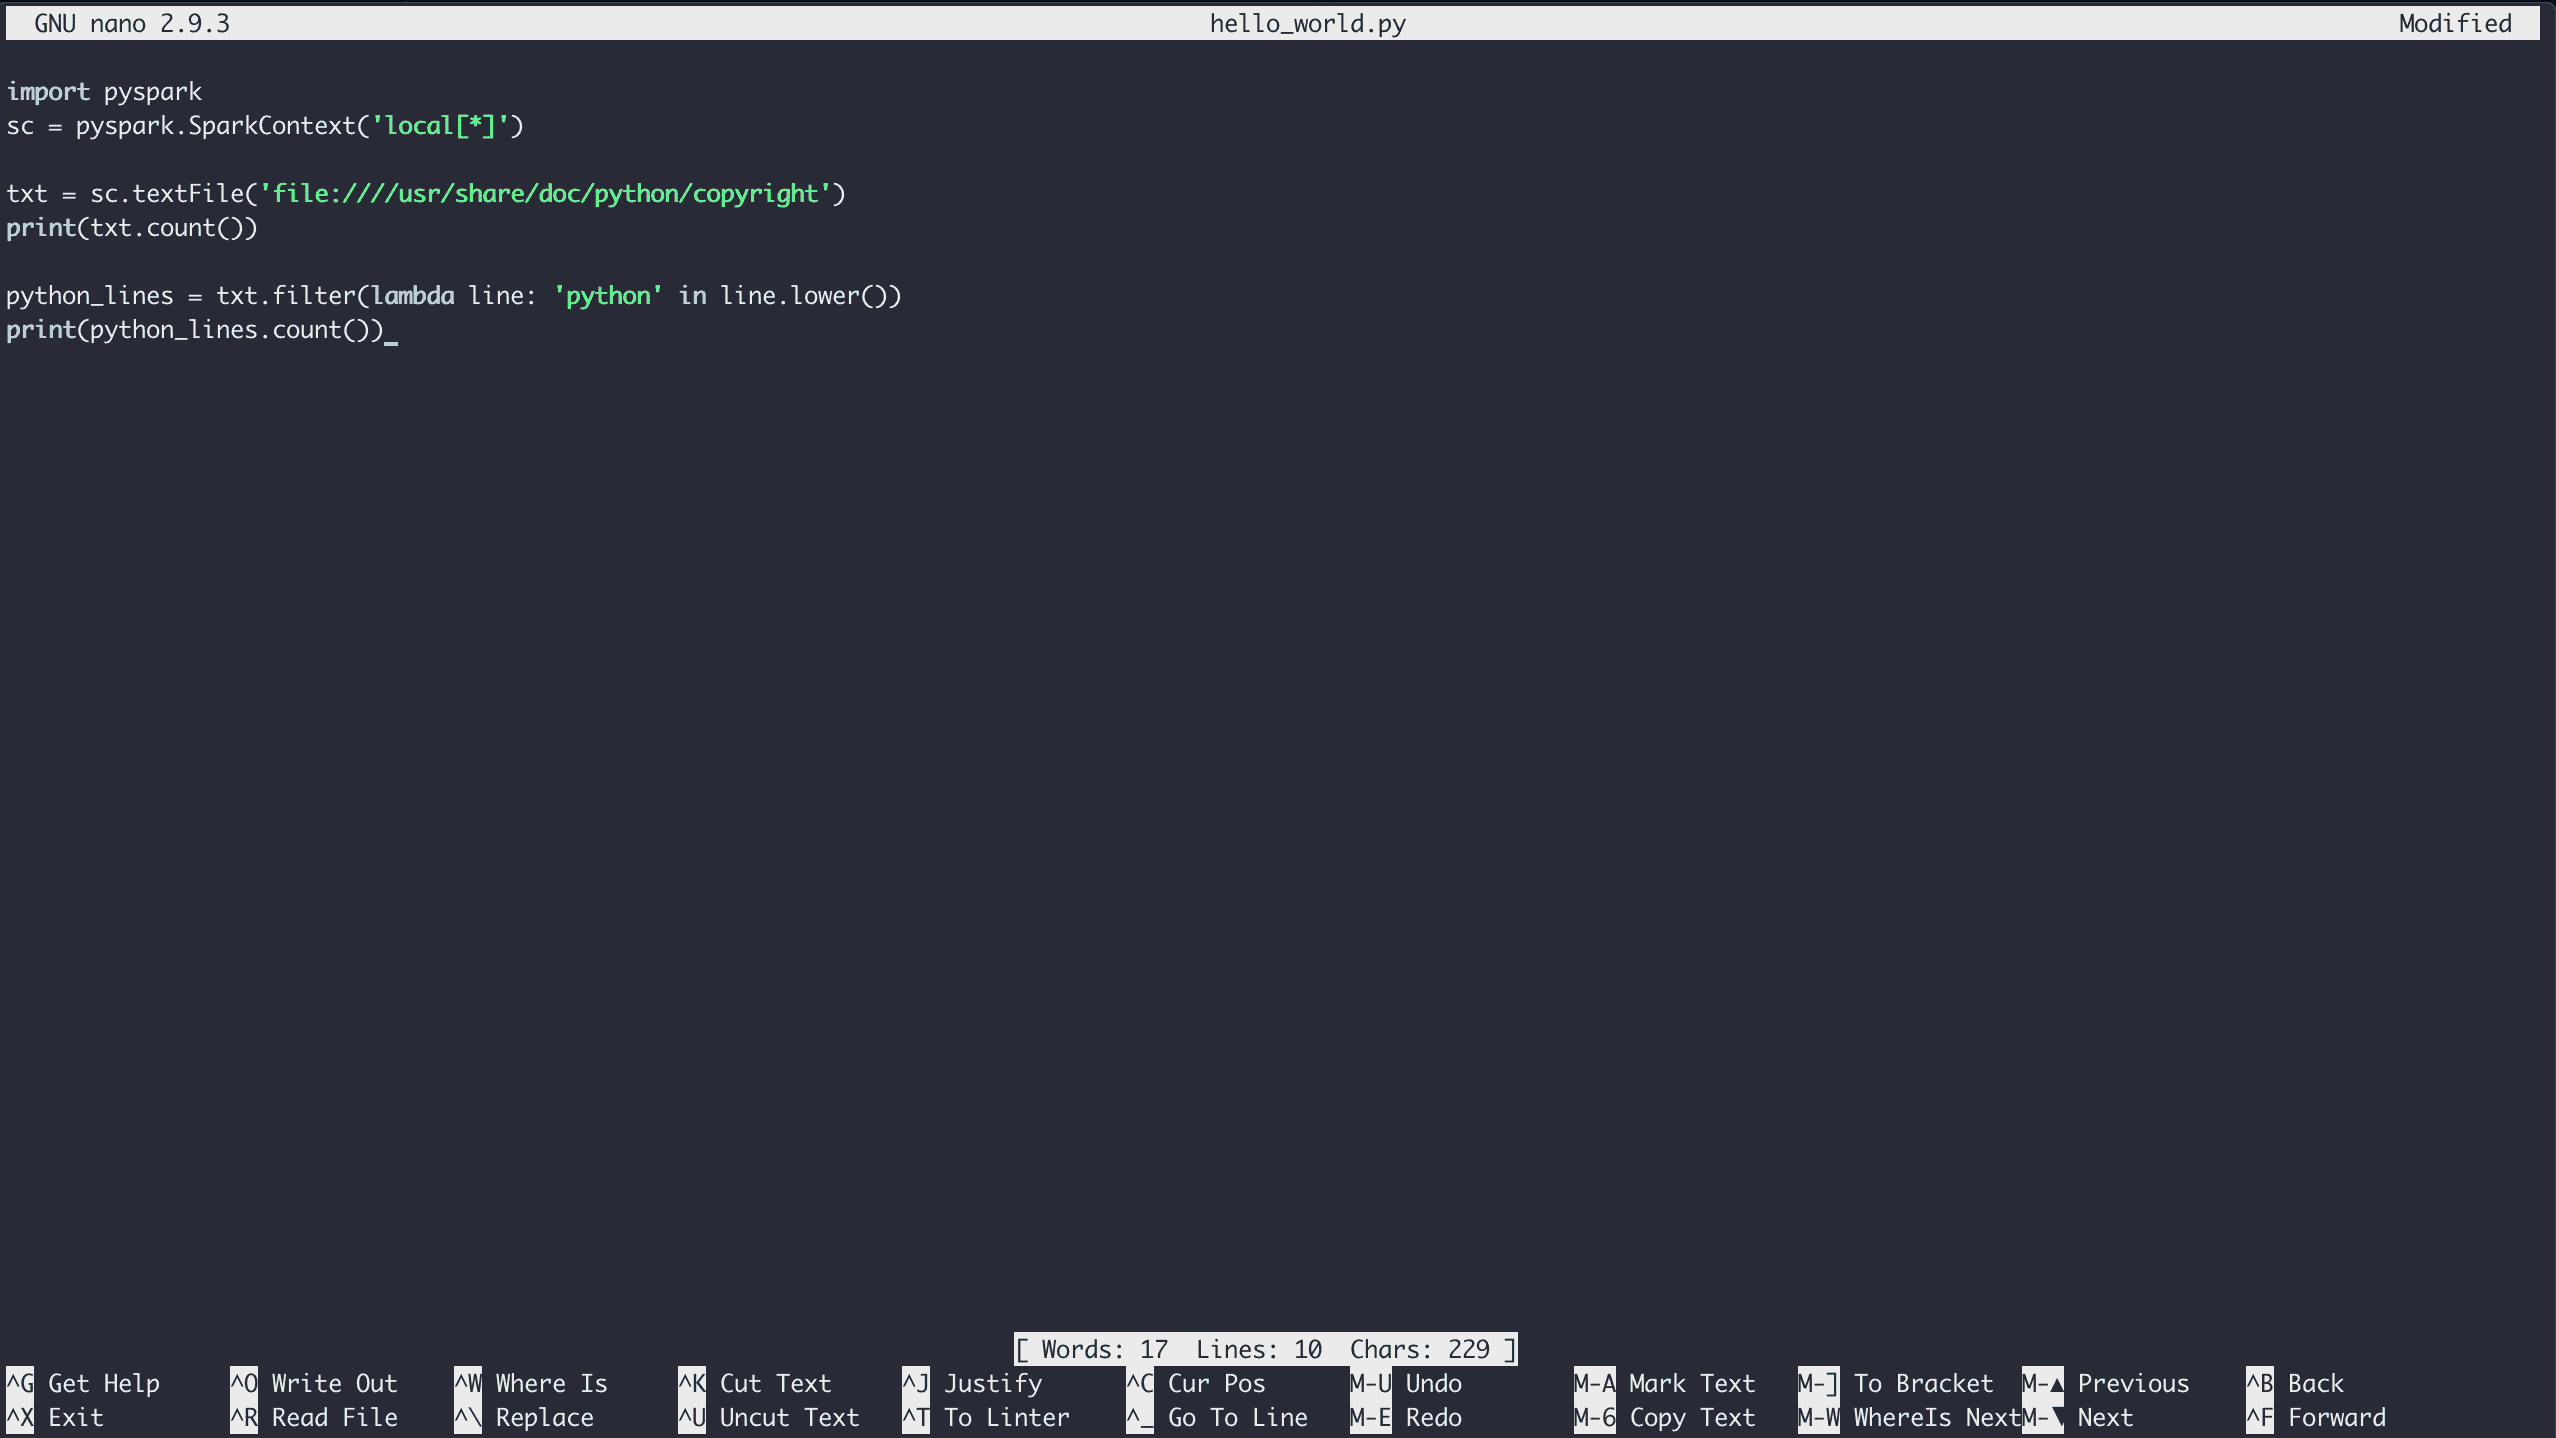 GNU nano 2.9.3 hello_world.py Modified
import pyspark
sc = pyspark.SparkContext('local[*]')
txt = sc.textFile('file:////usr/share/doc/python/copyright')
print(txt.count())
python_lines = txt.filter(lambda line: 'python' in line.lower())
print(python_lines.count())
[ Words: 17  Lines: 10  Chars: 229 ]
^G Get Help ^O Write Out ^W Where Is ^K Cut Text ^J Justify ^C Cur Pos M-U Undo M-A Mark Text M-] To Bracket M-▲ Previous ^B Back
^X Exit ^R Read File ^\ Replace ^U Uncut Text ^T To Linter ^_ Go To Line M-E Redo M-6 Copy Text M-W WhereIs Next M-▼ Next ^F Forward